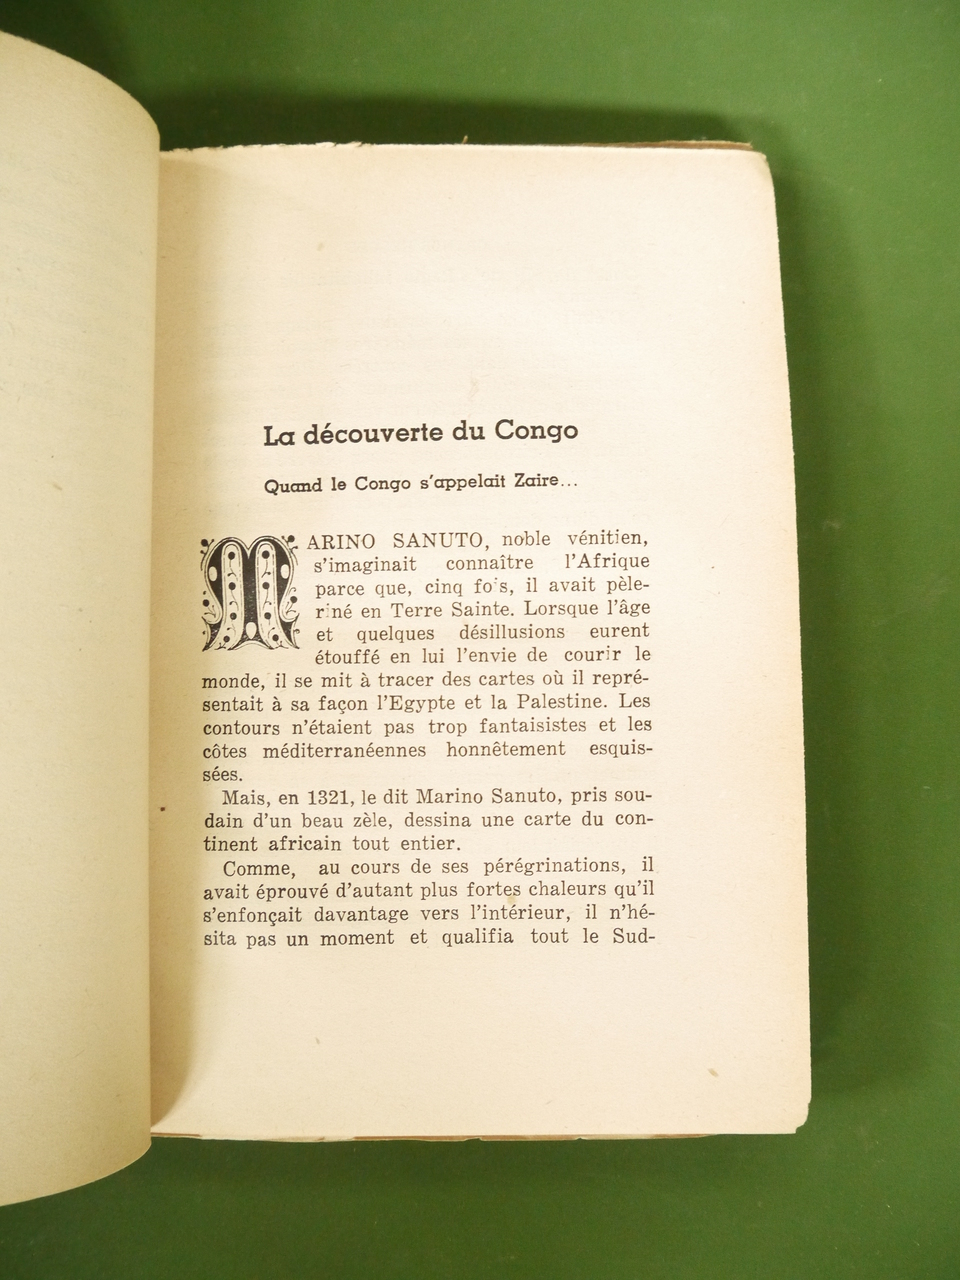 La découverte du Congo
Quand le Congo s'appelait Zaire...
MARINO SANUTO, noble vénitien,
s'imaginait connaître l'Afrique
parce que, cinq fois, il avait pèle-
riné en Terre Sainte. Lorsque l'âge
et quelques désillusions eurent
étouffé en lui l'envie de courir le
monde, il se mit à tracer des cartes où il repré-
sentait à sa façon l'Egypte et la Palestine. Les
contours n'étaient pas trop fantaisistes et les
côtes méditerranéennes honnêtement esquis-
sées.
Mais, en 1321, le dit Marino Sanuto, pris sou-
dain d'un beau zèle, dessina une carte du con-
tinent africain tout entier.
Comme, au cours de ses pérégrinations, il
avait éprouvé d'autant plus fortes chaleurs qu'il
s'enfonçait davantage vers l'intérieur, il n'hé-
sita pas un moment et qualifia tout le Sud-